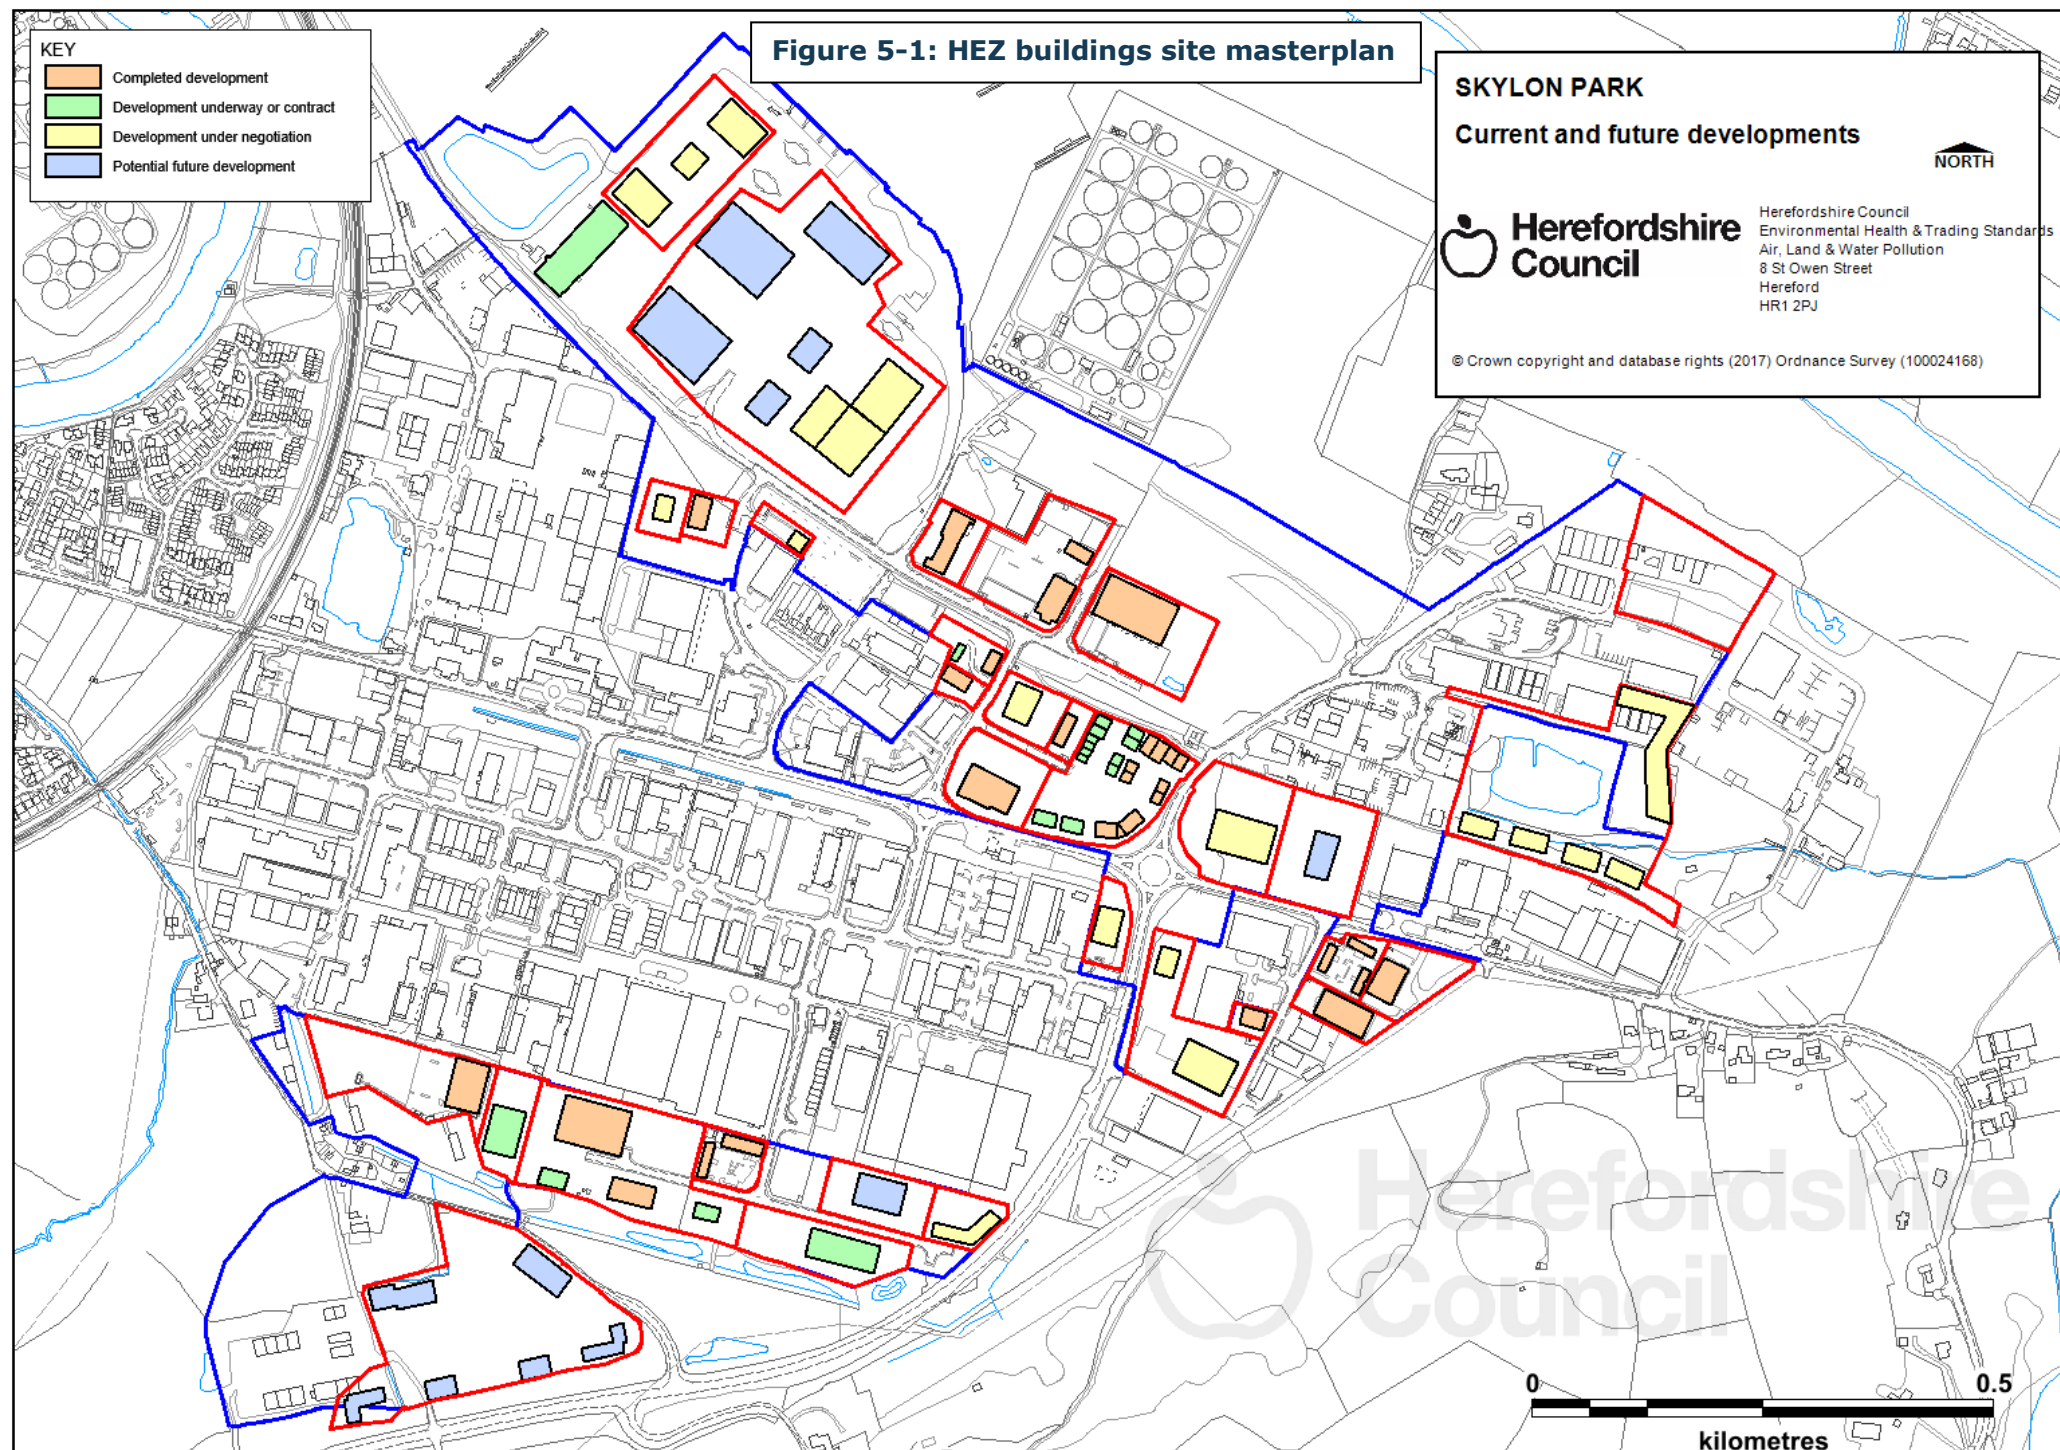 Figure 5-1: HEZ buildings site masterplan
KEY
Completed development
Development underway or contract
Development under negotiation
Potential future development
SKYLON PARK
Current and future developments
NORTH
Herefordshire
Council
Herefordshire Council
Environmental Health & Trading Standards
Air, Land & Water Pollution
8 St Owen Street
Hereford
HR1 2PJ
© Crown copyright and database rights (2017) Ordnance Survey (100024168)
Herefordshire
Council
0 0.5
kilometres